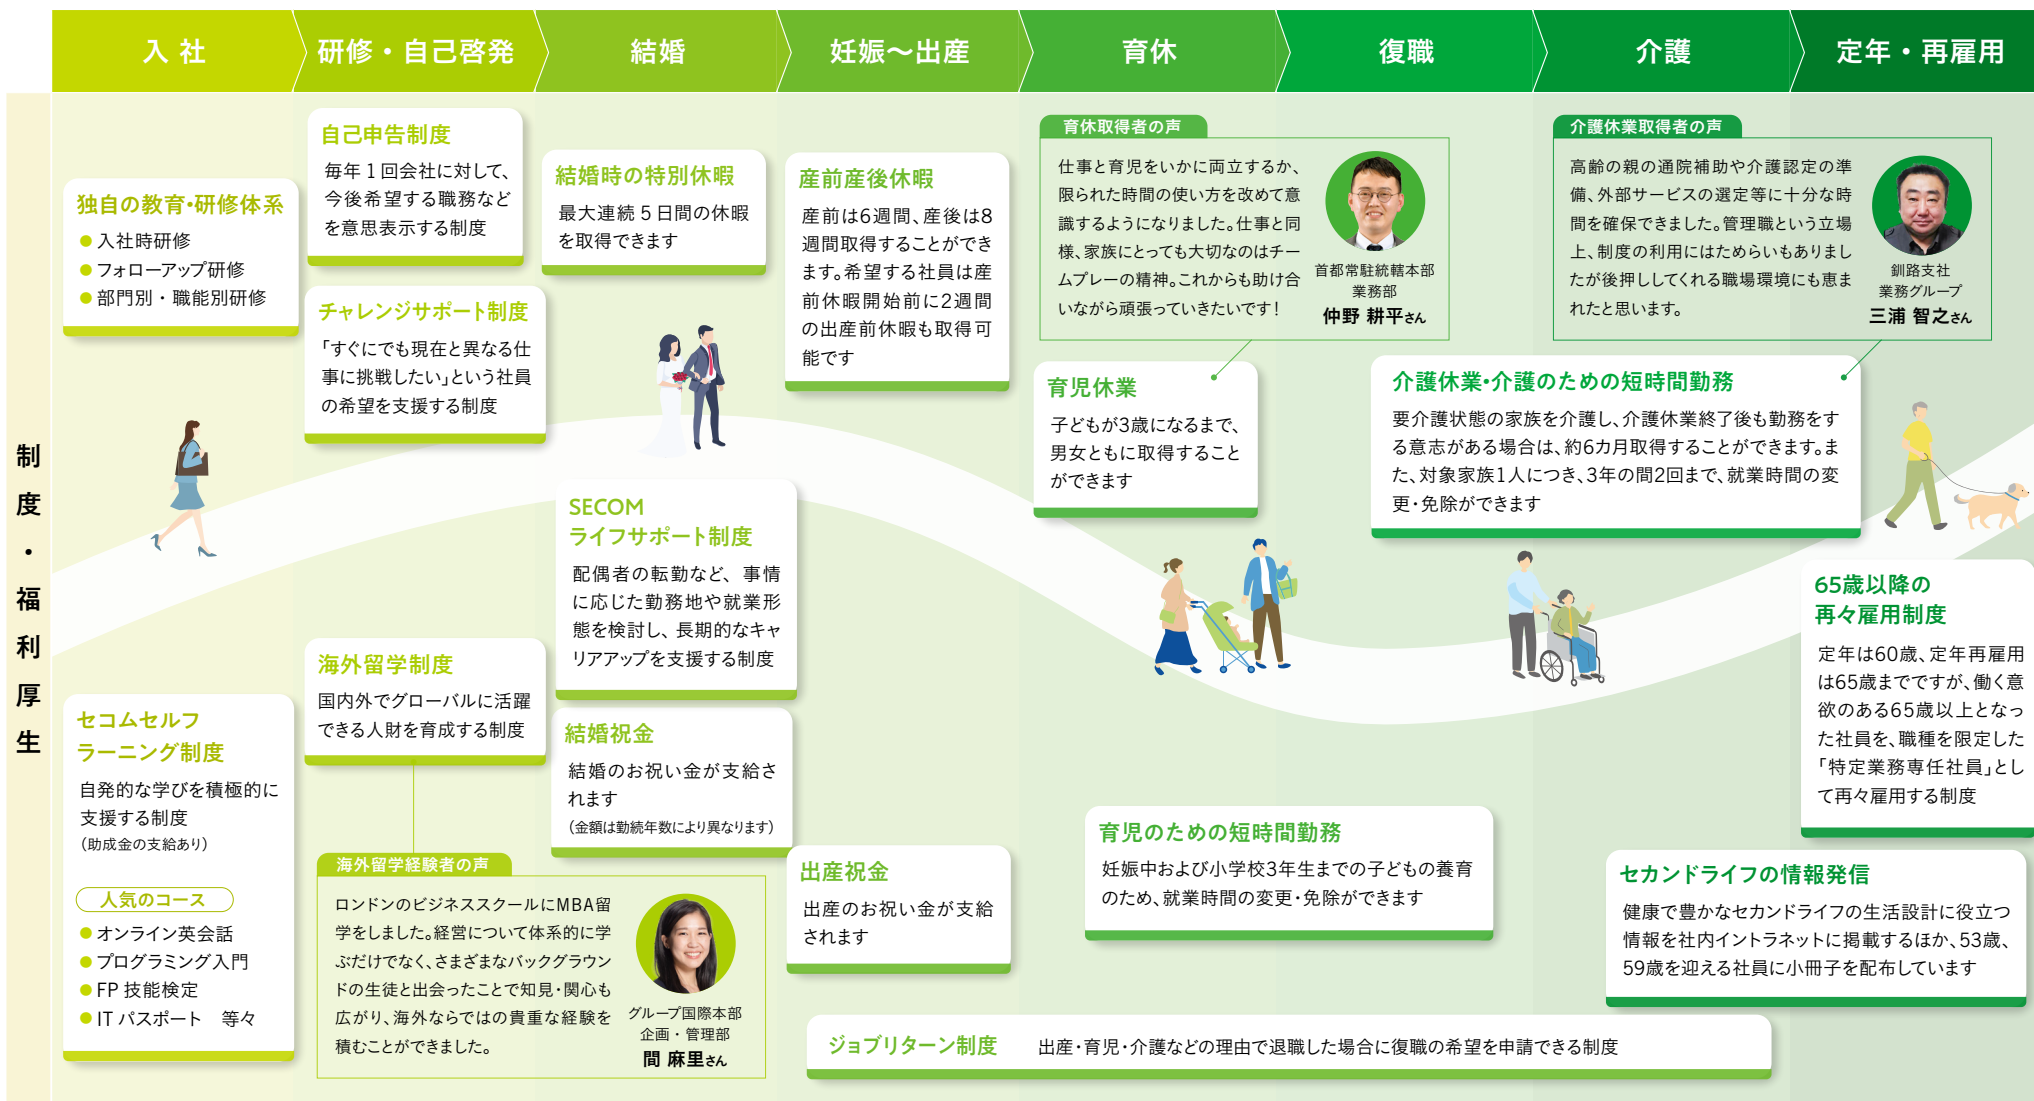 入 社
研修・自己啓発
結婚
妊娠〜出産
育休
復職
介護
定年・再雇用
制度・福利厚生
独自の教育・研修体系
● 入社時研修
● フォローアップ研修
● 部門別・職能別研修
セコムセルフ
ラーニング制度
自発的な学びを積極的に
支援する制度
（助成金の支給あり）
人気のコース
● オンライン英会話
● プログラミング入門
● FP 技能検定
● IT パスポート　等々
自己申告制度
毎年 1 回会社に対して、
今後希望する職務など
を意思表示する制度
チャレンジサポート制度
「すぐにでも現在と異なる仕
事に挑戦したい」という社員
の希望を支援する制度
海外留学制度
国内外でグローバルに活躍
できる人財を育成する制度
海外留学経験者の声
ロンドンのビジネススクールにMBA留
学をしました。経営について体系的に学
ぶだけでなく、さまざまなバックグラウン
ドの生徒と出会ったことで知見・関心も
広がり、海外ならではの貴重な経験を
積むことができました。
グループ国際本部
企画・管理部
間 麻里さん
結婚時の特別休暇
最大連続 5 日間の休暇
を取得できます
SECOM
ライフサポート制度
配偶者の転勤など、事情
に応じた勤務地や就業形
態を検討し、長期的なキャ
リアアップを支援する制度
結婚祝金
結婚のお祝い金が支給さ
れます
（金額は勤続年数により異なります）
産前産後休暇
産前は6週間、産後は8
週間取得することができ
ます。希望する社員は産
前休暇開始前に2週間
の出産前休暇も取得可
能です
出産祝金
出産のお祝い金が支給
されます
育休取得者の声
仕事と育児をいかに両立するか、
限られた時間の使い方を改めて意
識するようになりました。仕事と同
様、家族にとっても大切なのはチー
ムプレーの精神。これからも助け合
いながら頑張っていきたいです！
首都常駐統轄本部
業務部
仲野 耕平さん
育児休業
子どもが3歳になるまで、
男女ともに取得すること
ができます
育児のための短時間勤務
妊娠中および小学校3年生までの子どもの養育
のため、就業時間の変更・免除ができます
介護休業取得者の声
高齢の親の通院補助や介護認定の準
備、外部サービスの選定等に十分な時
間を確保できました。管理職という立場
上、制度の利用にはためらいもありまし
たが後押ししてくれる職場環境にも恵ま
れたと思います。
釧路支社
業務グループ
三浦 智之さん
介護休業・介護のための短時間勤務
要介護状態の家族を介護し、介護休業終了後も勤務をす
る意志がある場合は、約6カ月取得することができます。ま
た、対象家族1人につき、3年の間2回まで、就業時間の変
更・免除ができます
65歳以降の
再々雇用制度
定年は60歳、定年再雇用
は65歳までですが、働く意
欲のある65歳以上となっ
た社員を、職種を限定した
「特定業務専任社員」とし
て再々雇用する制度
セカンドライフの情報発信
健康で豊かなセカンドライフの生活設計に役立つ
情報を社内イントラネットに掲載するほか、53歳、
59歳を迎える社員に小冊子を配布しています
ジョブリターン制度　出産・育児・介護などの理由で退職した場合に復職の希望を申請できる制度